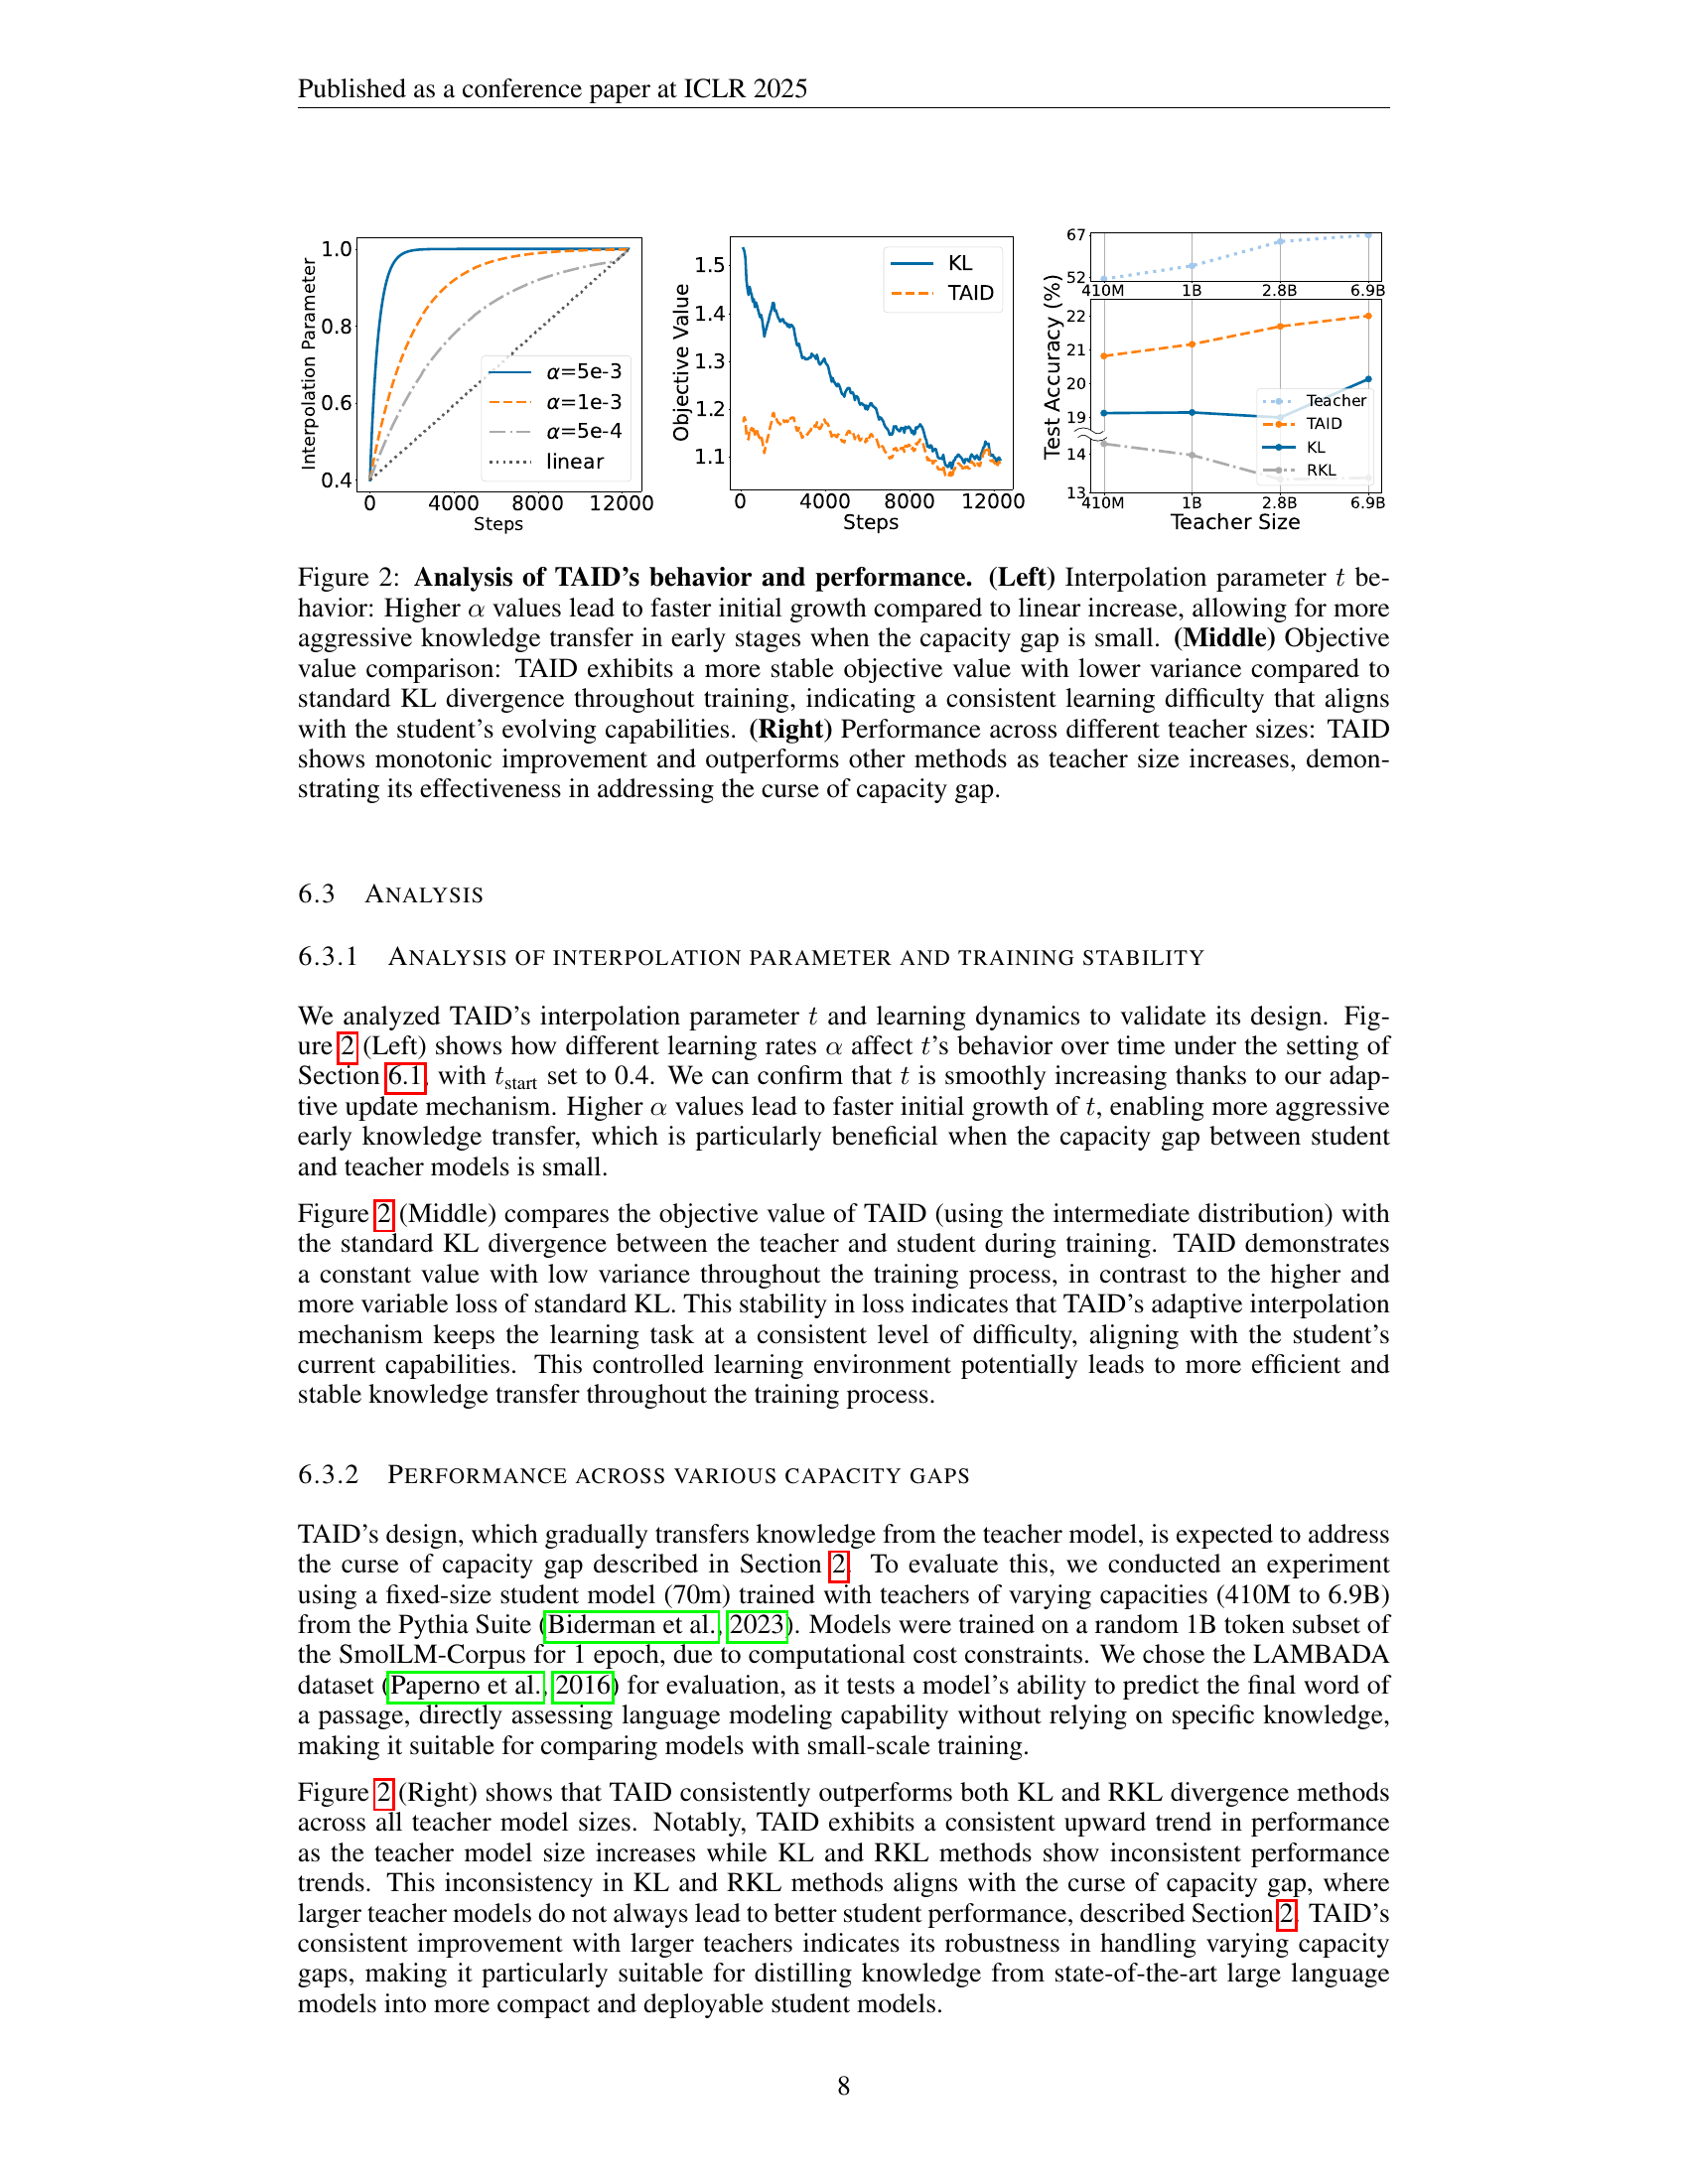 Published as a conference paper at ICLR 2025
1.0
0.8
0.6
0.4
Interpolation Parameter
α=5e-3
α=1e-3
α=5e-4
linear
0
4000
8000
12000
Steps
1.5
1.4
1.3
1.2
1.1
Objective Value
KL
TAID
0
4000
8000
12000
Steps
67
52
410M
1B
2.8B
6.9B
22
21
20
19
14
13
Test Accuracy (%)
Teacher
TAID
KL
RKL
410M
1B
2.8B
6.9B
Teacher Size
Figure 2: Analysis of TAID's behavior and performance. (Left) Interpolation parameter t be-
havior: Higher α values lead to faster initial growth compared to linear increase, allowing for more
aggressive knowledge transfer in early stages when the capacity gap is small. (Middle) Objective
value comparison: TAID exhibits a more stable objective value with lower variance compared to
standard KL divergence throughout training, indicating a consistent learning difficulty that aligns
with the student's evolving capabilities. (Right) Performance across different teacher sizes: TAID
shows monotonic improvement and outperforms other methods as teacher size increases, demon-
strating its effectiveness in addressing the curse of capacity gap.
6.3 ANALYSIS
6.3.1 ANALYSIS OF INTERPOLATION PARAMETER AND TRAINING STABILITY
We analyzed TAID's interpolation parameter t and learning dynamics to validate its design. Fig-
ure 2 (Left) shows how different learning rates α affect t's behavior over time under the setting of
Section 6.1, with tstart set to 0.4. We can confirm that t is smoothly increasing thanks to our adap-
tive update mechanism. Higher α values lead to faster initial growth of t, enabling more aggressive
early knowledge transfer, which is particularly beneficial when the capacity gap between student
and teacher models is small.
Figure 2 (Middle) compares the objective value of TAID (using the intermediate distribution) with
the standard KL divergence between the teacher and student during training. TAID demonstrates
a constant value with low variance throughout the training process, in contrast to the higher and
more variable loss of standard KL. This stability in loss indicates that TAID's adaptive interpolation
mechanism keeps the learning task at a consistent level of difficulty, aligning with the student's
current capabilities. This controlled learning environment potentially leads to more efficient and
stable knowledge transfer throughout the training process.
6.3.2 PERFORMANCE ACROSS VARIOUS CAPACITY GAPS
TAID's design, which gradually transfers knowledge from the teacher model, is expected to address
the curse of capacity gap described in Section 2. To evaluate this, we conducted an experiment
using a fixed-size student model (70m) trained with teachers of varying capacities (410M to 6.9B)
from the Pythia Suite (Biderman et al., 2023). Models were trained on a random 1B token subset of
the SmolLM-Corpus for 1 epoch, due to computational cost constraints. We chose the LAMBADA
dataset (Paperno et al., 2016) for evaluation, as it tests a model's ability to predict the final word of
a passage, directly assessing language modeling capability without relying on specific knowledge,
making it suitable for comparing models with small-scale training.
Figure 2 (Right) shows that TAID consistently outperforms both KL and RKL divergence methods
across all teacher model sizes. Notably, TAID exhibits a consistent upward trend in performance
as the teacher model size increases while KL and RKL methods show inconsistent performance
trends. This inconsistency in KL and RKL methods aligns with the curse of capacity gap, where
larger teacher models do not always lead to better student performance, described Section 2. TAID's
consistent improvement with larger teachers indicates its robustness in handling varying capacity
gaps, making it particularly suitable for distilling knowledge from state-of-the-art large language
models into more compact and deployable student models.
8